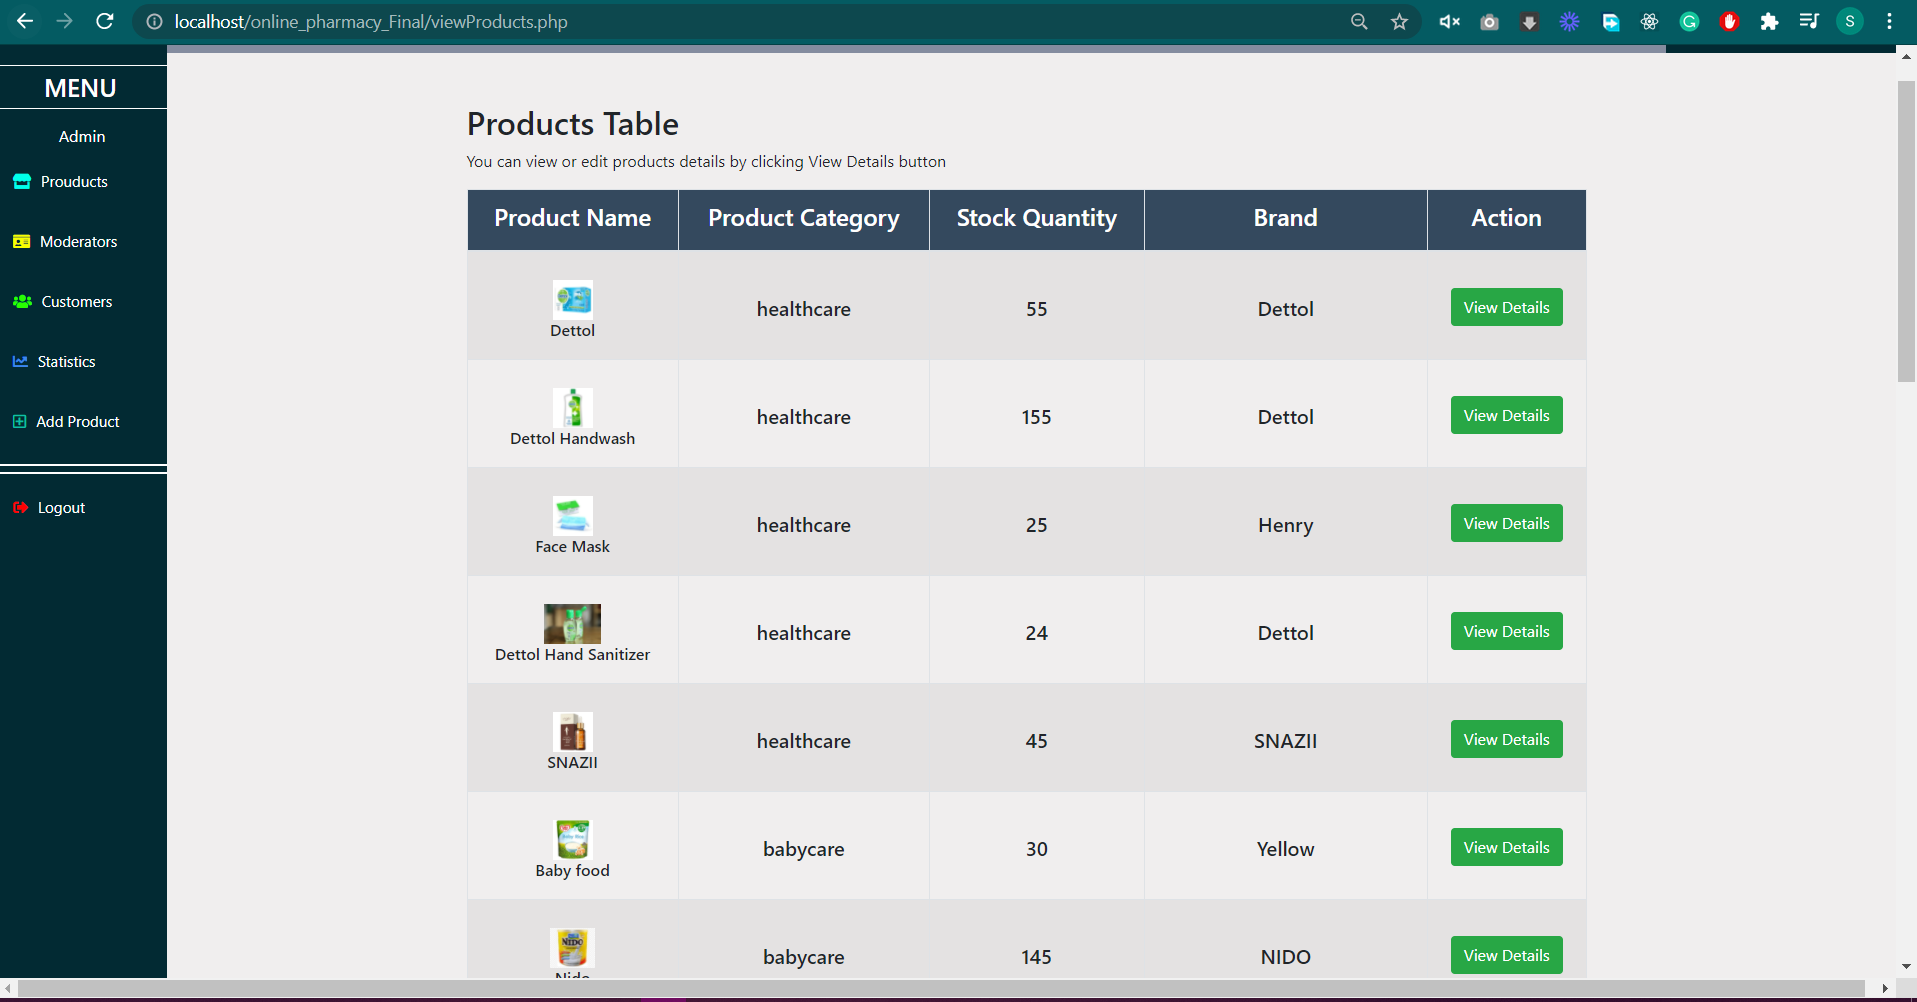 localhost/online_pharmacy_Final/viewProducts.php
S
MENU
Admin
Prouducts
Moderators
Customers
Statistics
Add Product
Logout
Products Table
You can view or edit products details by clicking View Details button
Product Name Product Category Stock Quantity Brand Action
Dettol healthcare 55 Dettol View Details
Dettol Handwash healthcare 155 Dettol View Details
Face Mask healthcare 25 Henry View Details
Dettol Hand Sanitizer healthcare 24 Dettol View Details
SNAZII healthcare 45 SNAZII View Details
Baby food babycare 30 Yellow View Details
NIDO
Nido babycare 145 NIDO View Details